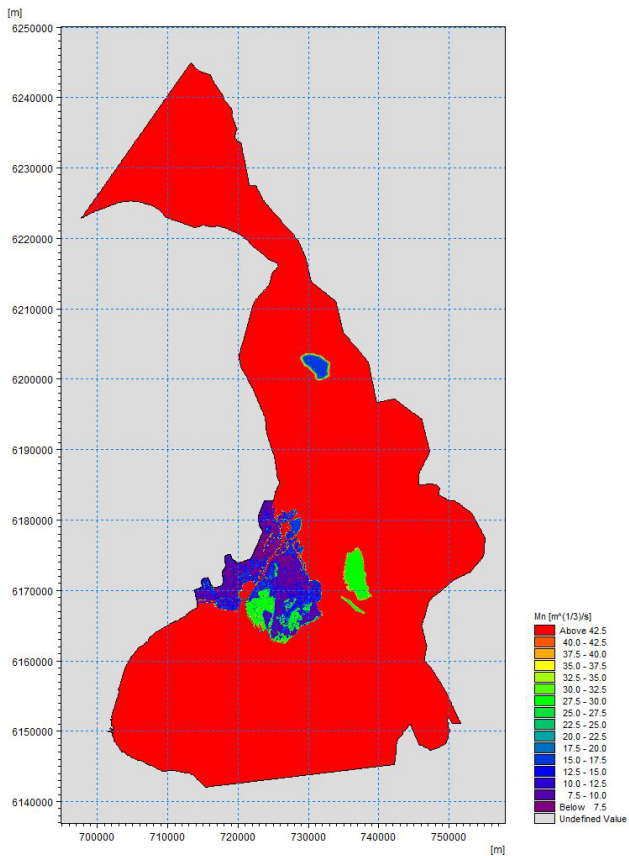 [m]
6250000
6240000
6230000
6220000
6210000
6200000
6190000
6180000
6170000
6160000
6150000
6140000
700000 710000 720000 730000 740000 750000
[m]
Mn [m^(1/3)/s]
Above 42.5
40.0 - 42.5
37.5 - 40.0
35.0 - 37.5
32.5 - 35.0
30.0 - 32.5
27.5 - 30.0
25.0 - 27.5
22.5 - 25.0
20.0 - 22.5
17.5 - 20.0
15.0 - 17.5
12.5 - 15.0
10.0 - 12.5
7.5 - 10.0
Below 7.5
Undefined Value